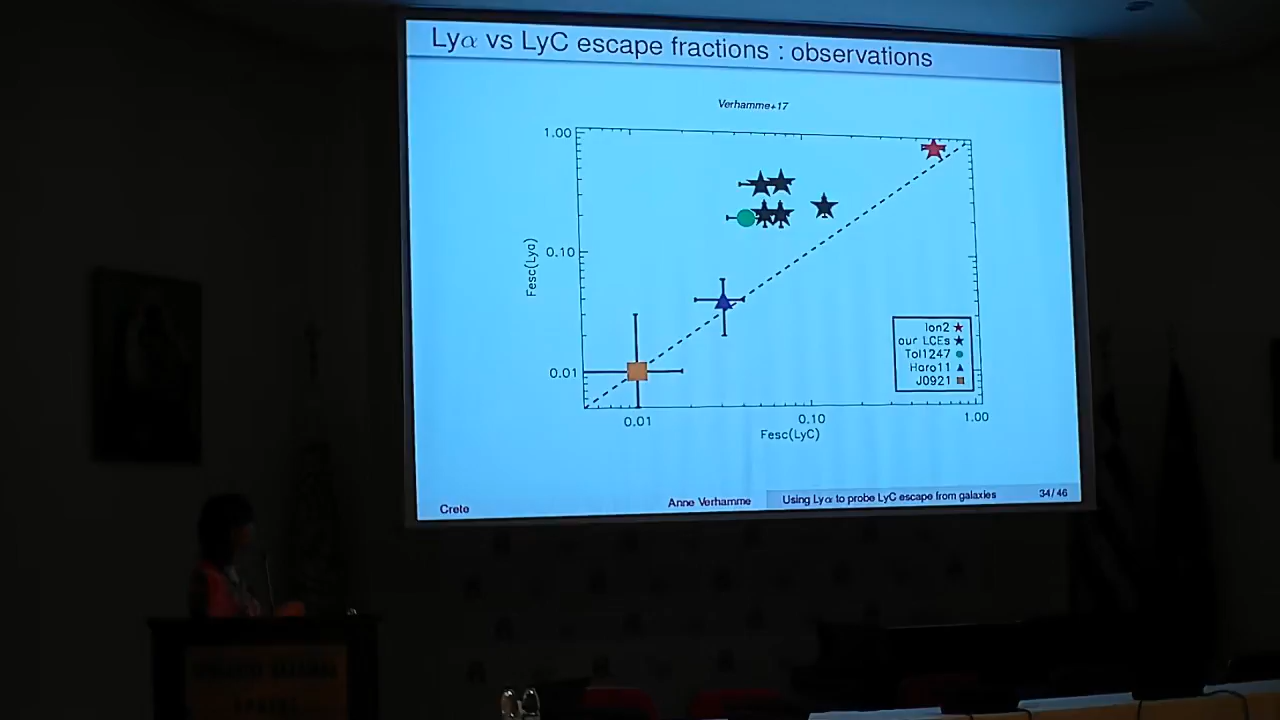 Lyα vs LyC escape fractions : observations
Verhamme+17
1.00
0.10
0.01
Fesc(Lyα)
0.01
0.10
1.00
Fesc(LyC)
Ion2
our LCEs
Tol1247
Haro11
J0921
Crete
Anne Verhamme
Using Lyα to probe LyC escape from galaxies
34/46